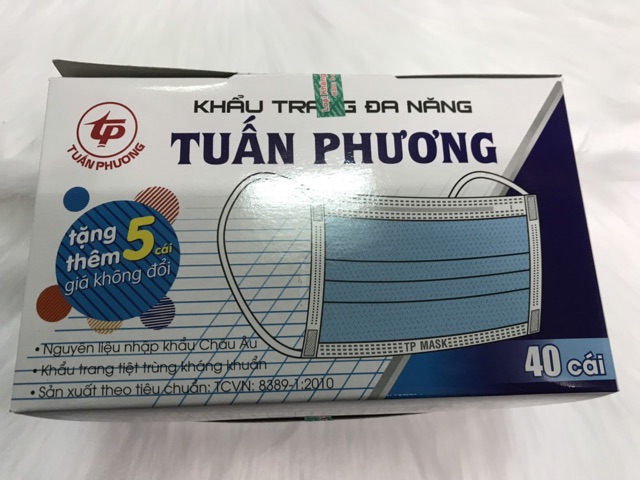 KHẨU TRANG ĐA NĂNG
TUẤN PHƯƠNG
TP
TUẤN PHƯƠNG
tặng
thêm 5 cái
giá không đổi
• Nguyên liệu nhập khẩu Châu Âu
• Khẩu trang tiệt trùng kháng khuẩn
• Sản xuất theo tiêu chuẩn: TCVN: 8389-1:2010
TP MASK
40 cái